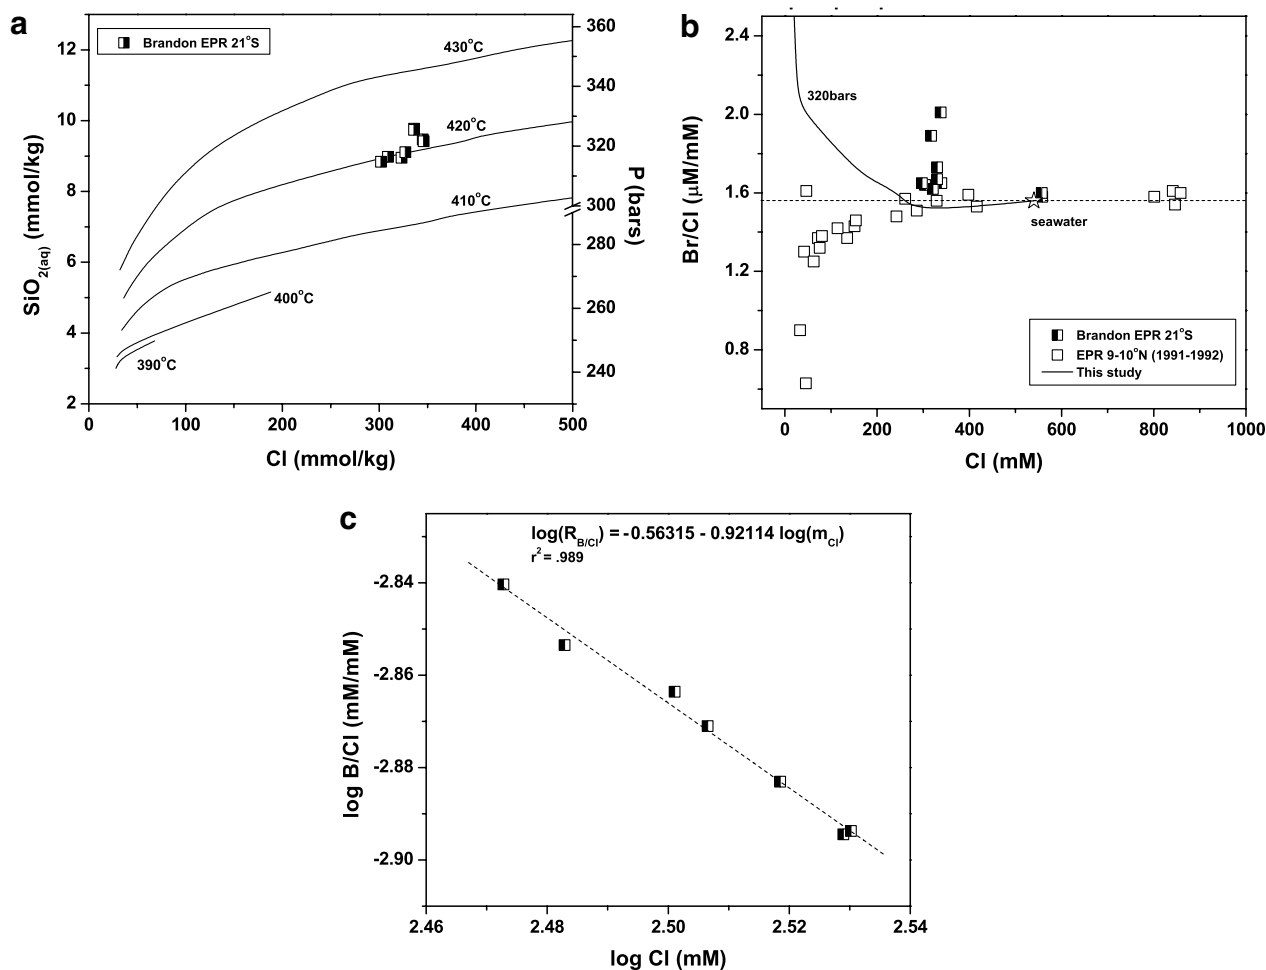 a
Brandon EPR 21°S
430°C
420°C
410°C
400°C
390°C
12
10
8
6
4
2
SiO2(aq) (mmol/kg)
0
100
200
300
400
500
Cl (mmol/kg)
360
340
320
300
280
260
240
P (bars)
b
2.4
2.0
1.6
1.2
0.8
Br/Cl (μM/mM)
320bars
seawater
Brandon EPR 21°S
EPR 9-10°N (1991-1992)
This study
0
200
400
600
800
1000
Cl (mM)
c
log(RB/Cl) = -0.56315 - 0.92114 log(mCl)
r² = .989
-2.84
-2.86
-2.88
-2.90
log B/Cl (mM/mM)
2.46
2.48
2.50
2.52
2.54
log Cl (mM)